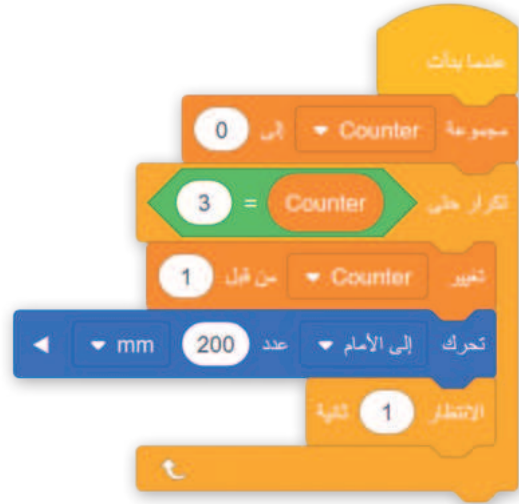 عندما بدأت
مجموعة Counter إلى 0
تكرار حتى Counter = 3
تغيير Counter من قبل 1
تحرك إلى الأمام عدد 200 mm
الانتظار 1 ثانية